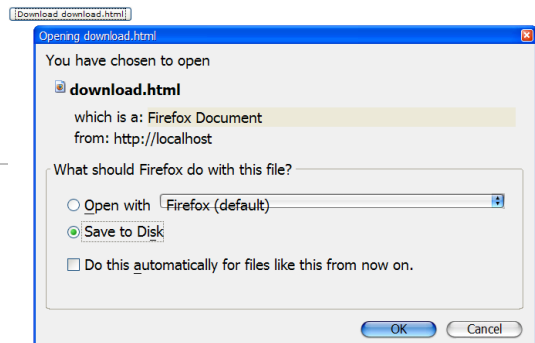 Download download.html
Opening download.html
You have chosen to open
download.html
which is a: Firefox Document
from: http://localhost
What should Firefox do with this file?
Open with Firefox (default)
Save to Disk
Do this automatically for files like this from now on.
OK Cancel